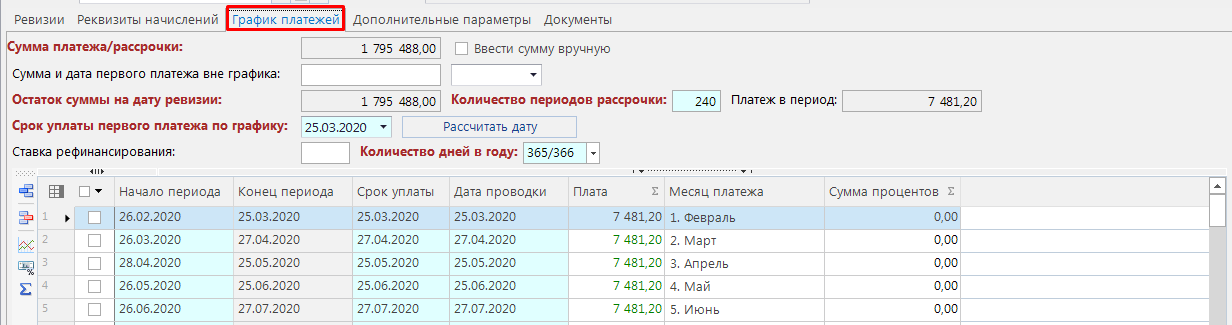 Ревизии Реквизиты начислений График платежей Дополнительные параметры Документы
Сумма платежа/рассрочки: 1 795 488,00 Ввести сумму вручную
Сумма и дата первого платежа вне графика:
Остаток суммы на дату ревизии: 1 795 488,00 Количество периодов рассрочки: 240 Платеж в период: 7 481,20
Срок уплаты первого платежа по графику: 25.03.2020 Рассчитать дату
Ставка рефинансирования: Количество дней в году: 365/366
Начало периода Конец периода Срок уплаты Дата проводки Плата Σ Месяц платежа Сумма процентов Σ
1 26.02.2020 25.03.2020 25.03.2020 25.03.2020 7 481,20 1. Февраль 0,00
2 26.03.2020 27.04.2020 27.04.2020 27.04.2020 7 481,20 2. Март 0,00
3 28.04.2020 25.05.2020 25.05.2020 25.05.2020 7 481,20 3. Апрель 0,00
4 26.05.2020 25.06.2020 25.06.2020 25.06.2020 7 481,20 4. Май 0,00
5 26.06.2020 27.07.2020 27.07.2020 27.07.2020 7 481,20 5. Июнь 0,00